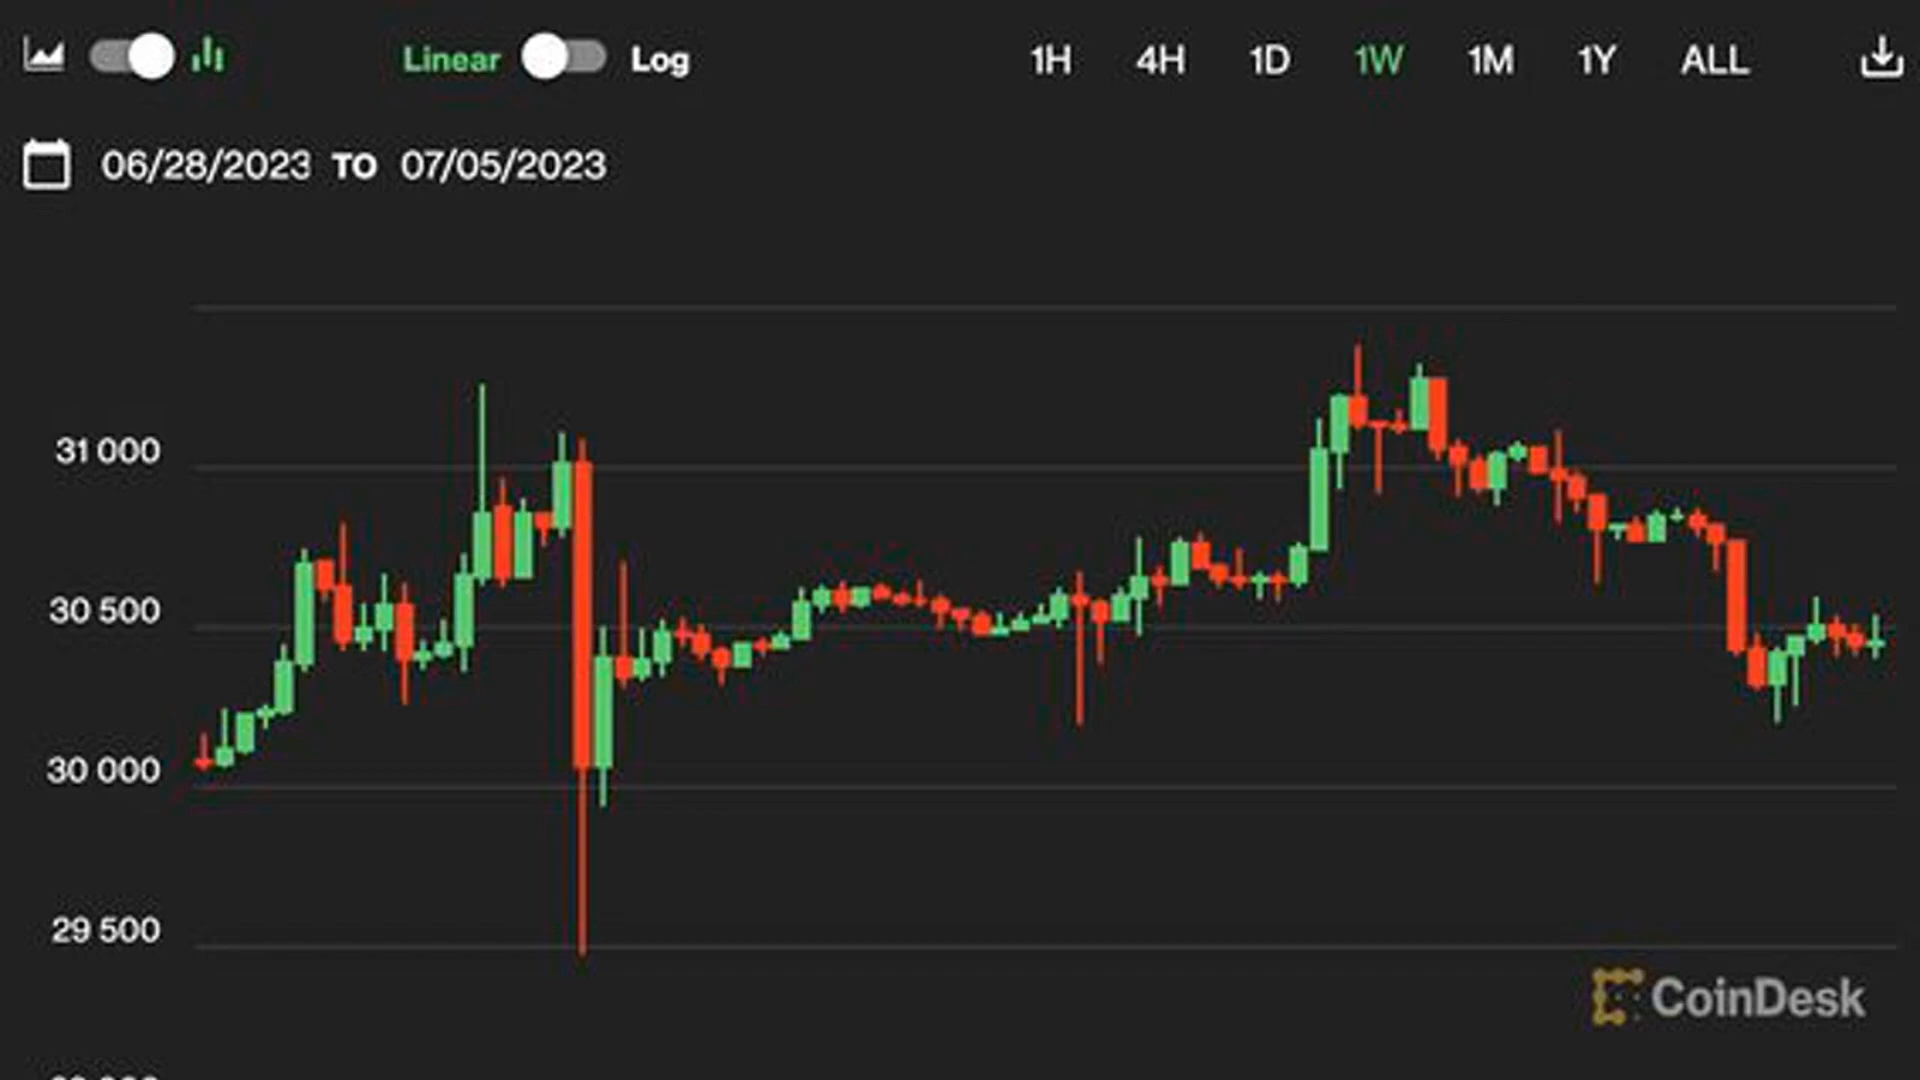 Linear Log 1H 4H 1D 1W 1M 1Y ALL
06/28/2023 TO 07/05/2023
31 000
30 500
30 000
29 500
CoinDesk